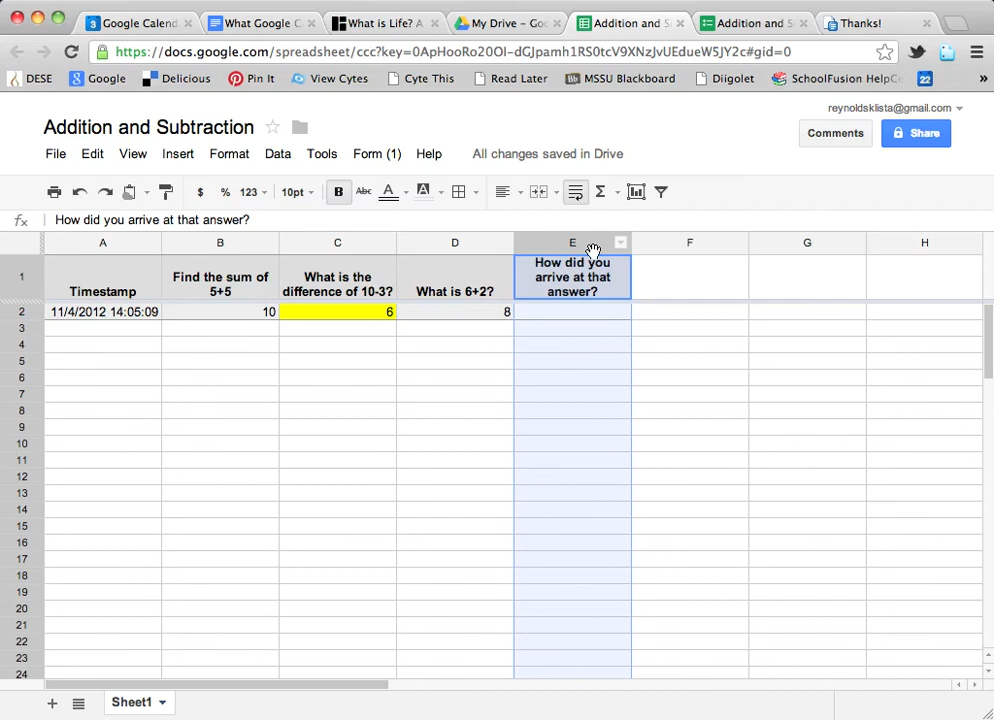 Google Calend
What Google C
What is Life? A
My Drive - Goo
Addition and S
Addition and S
Thanks!
https://docs.google.com/spreadsheet/ccc?key=0ApHooRo20OI-dGJpamh1RS0tcV9XNzJvUEdueW5JY2c#gid=0
DESE
Google
Delicious
Pin It
View Cytes
Cyte This
Read Later
MSSU Blackboard
Diigolet
SchoolFusion HelpCe
22
»
reynoldsklista@gmail.com
Addition and Subtraction
Comments
Share
File Edit View Insert Format Data Tools Form (1) Help All changes saved in Drive
$ % 123 10pt B Abc A A Σ
fx How did you arrive at that answer?
A B C D E F G H
1 Timestamp
Find the sum of
5+5
What is the
difference of 10-3?
What is 6+2?
How did you
arrive at that
answer?
2 11/4/2012 14:05:09 10 6 8
3
4
5
6
7
8
9
10
11
12
13
14
15
16
17
18
19
20
21
22
23
24
+ Sheet1